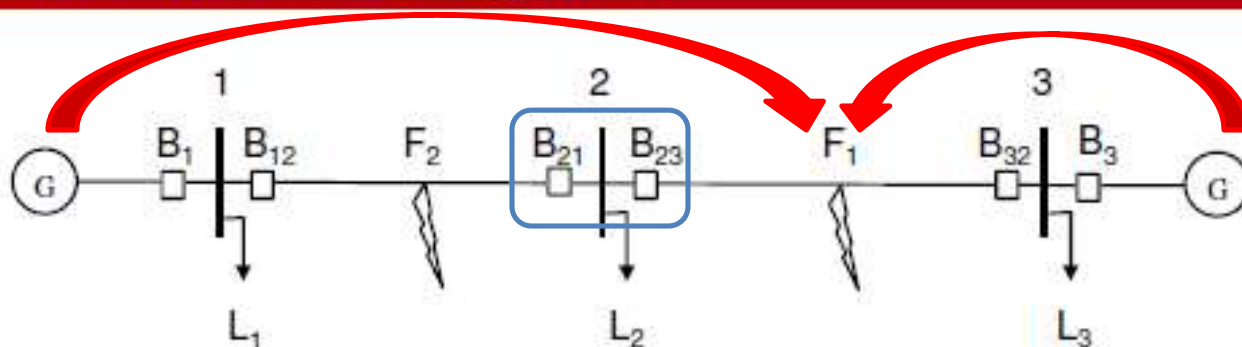 1 2 3
B₁ B₁₂ F₂ B₂₁ B₂₃ F₁ B₃₂ B₃
G G
L₁ L₂ L₃